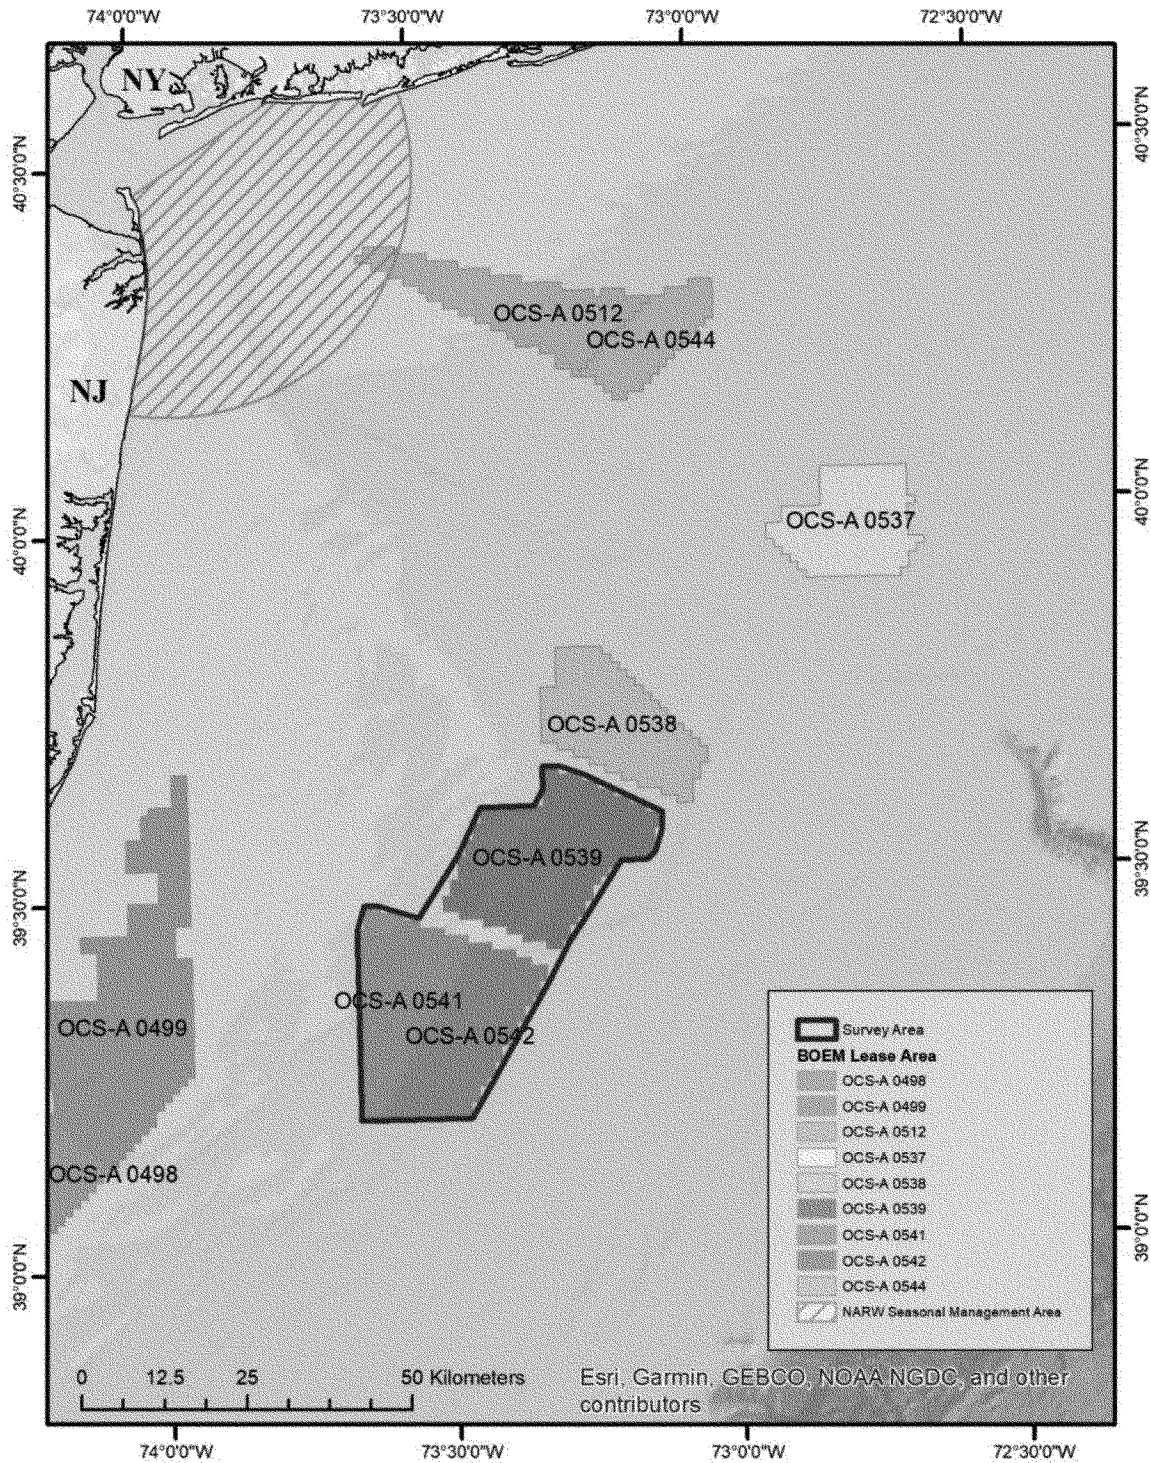 74°0'0"W 73°30'0"W 73°0'0"W 72°30'0"W
NY
40°30'0"N
40°30'0"N
OCS-A 0512
OCS-A 0544
NJ
40°0'0"N
OCS-A 0537
40°0'0"N
OCS-A 0538
39°30'0"N
OCS-A 0539
39°30'0"N
OCS-A 0541
OCS-A 0499
OCS-A 0542
OCS-A 0498
39°0'0"N
39°0'0"N
Survey Area
BOEM Lease Area
OCS-A 0498
OCS-A 0499
OCS-A 0512
OCS-A 0537
OCS-A 0538
OCS-A 0539
OCS-A 0541
OCS-A 0542
OCS-A 0544
NARW Seasonal Management Area
0 12.5 25 50 Kilometers
Esri, Garmin, GEBCO, NOAA NGDC, and other
contributors
74°0'0"W 73°30'0"W 73°0'0"W 72°30'0"W